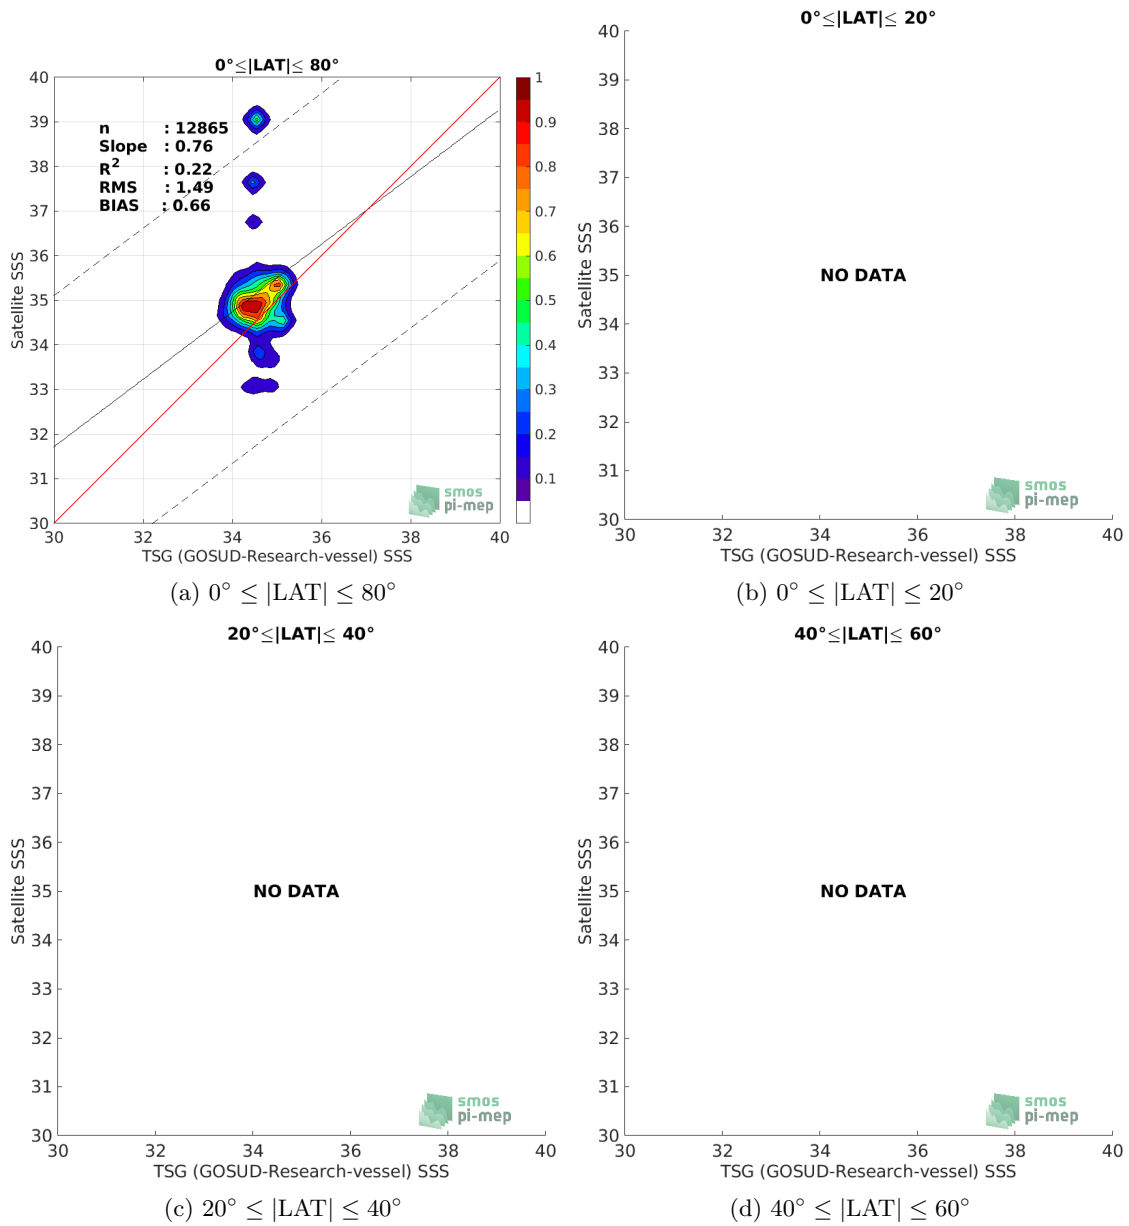 0°≤|LAT|≤ 80°
40
39
38
37
36
35
34
33
32
31
30
n : 12865
Slope : 0.76
R2 : 0.22
RMS : 1.49
BIAS : 0.66
1
0.9
0.8
0.7
0.6
0.5
0.4
0.3
0.2
0.1
smos
pi-mep
30 32 34 36 38 40
Satellite SSS
TSG (GOSUD-Research-vessel) SSS
(a) 0° ≤ |LAT| ≤ 80°
0°≤|LAT|≤ 20°
40
39
38
37
36
35
34
33
32
31
30
NO DATA
smos
pi-mep
30 32 34 36 38 40
Satellite SSS
TSG (GOSUD-Research-vessel) SSS
(b) 0° ≤ |LAT| ≤ 20°
20°≤|LAT|≤ 40°
40
39
38
37
36
35
34
33
32
31
30
NO DATA
smos
pi-mep
30 32 34 36 38 40
Satellite SSS
TSG (GOSUD-Research-vessel) SSS
(c) 20° ≤ |LAT| ≤ 40°
40°≤|LAT|≤ 60°
40
39
38
37
36
35
34
33
32
31
30
NO DATA
smos
pi-mep
30 32 34 36 38 40
Satellite SSS
TSG (GOSUD-Research-vessel) SSS
(d) 40° ≤ |LAT| ≤ 60°